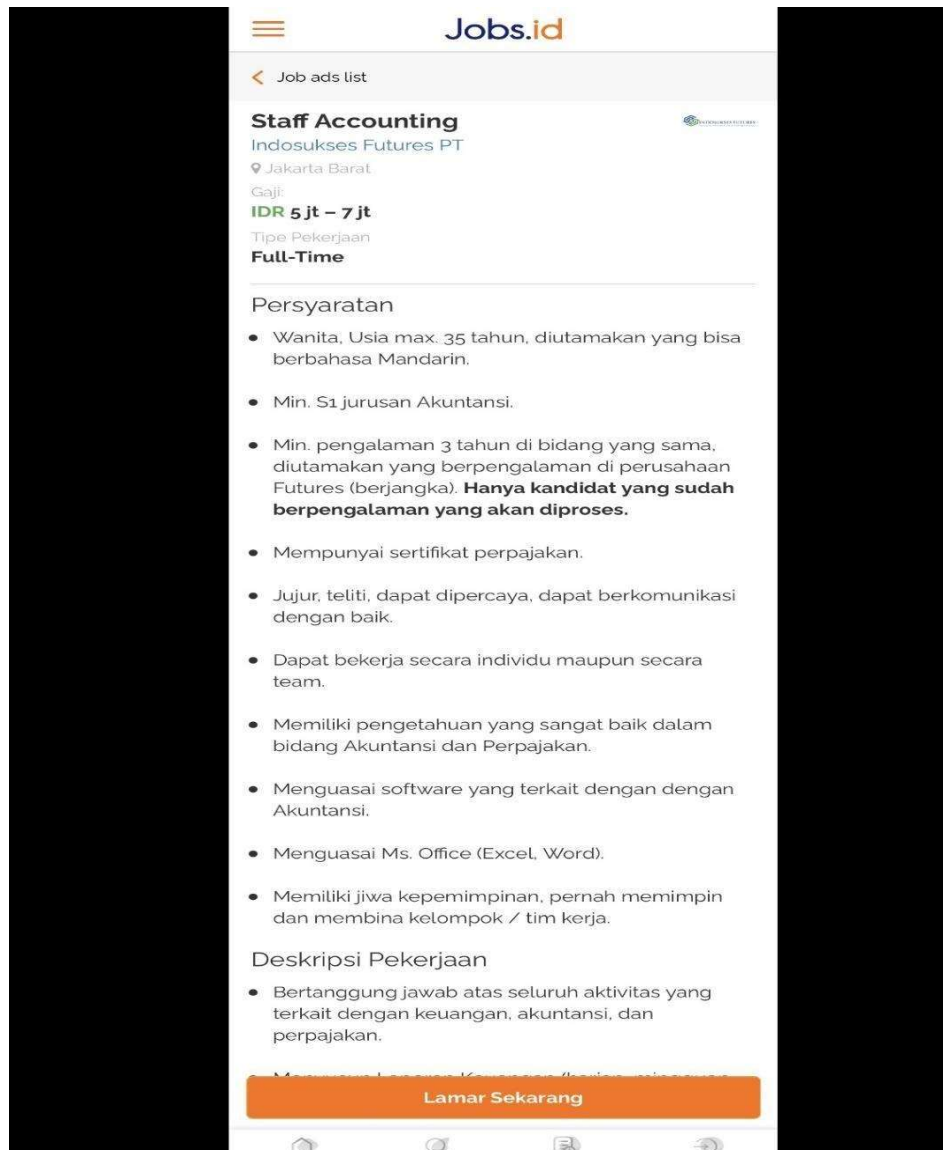 Jobs.id
Job ads list
Staff Accounting
Indosukses Futures PT
Jakarta Barat
Gaji:
IDR 5 jt – 7 jt
Tipe Pekerjaan
Full-Time
Persyaratan
• Wanita, Usia max. 35 tahun, diutamakan yang bisa
berbahasa Mandarin.
• Min. S1 jurusan Akuntansi.
• Min. pengalaman 3 tahun di bidang yang sama,
diutamakan yang berpengalaman di perusahaan
Futures (berjangka). Hanya kandidat yang sudah
berpengalaman yang akan diproses.
• Mempunyai sertifikat perpajakan.
• Jujur, teliti, dapat dipercaya, dapat berkomunikasi
dengan baik.
• Dapat bekerja secara individu maupun secara
team.
• Memiliki pengetahuan yang sangat baik dalam
bidang Akuntansi dan Perpajakan.
• Menguasai software yang terkait dengan dengan
Akuntansi.
• Menguasai Ms. Office (Excel, Word).
• Memiliki jiwa kepemimpinan, pernah memimpin
dan membina kelompok / tim kerja.
Deskripsi Pekerjaan
• Bertanggung jawab atas seluruh aktivitas yang
terkait dengan keuangan, akuntansi, dan
perpajakan.
Lamar Sekarang